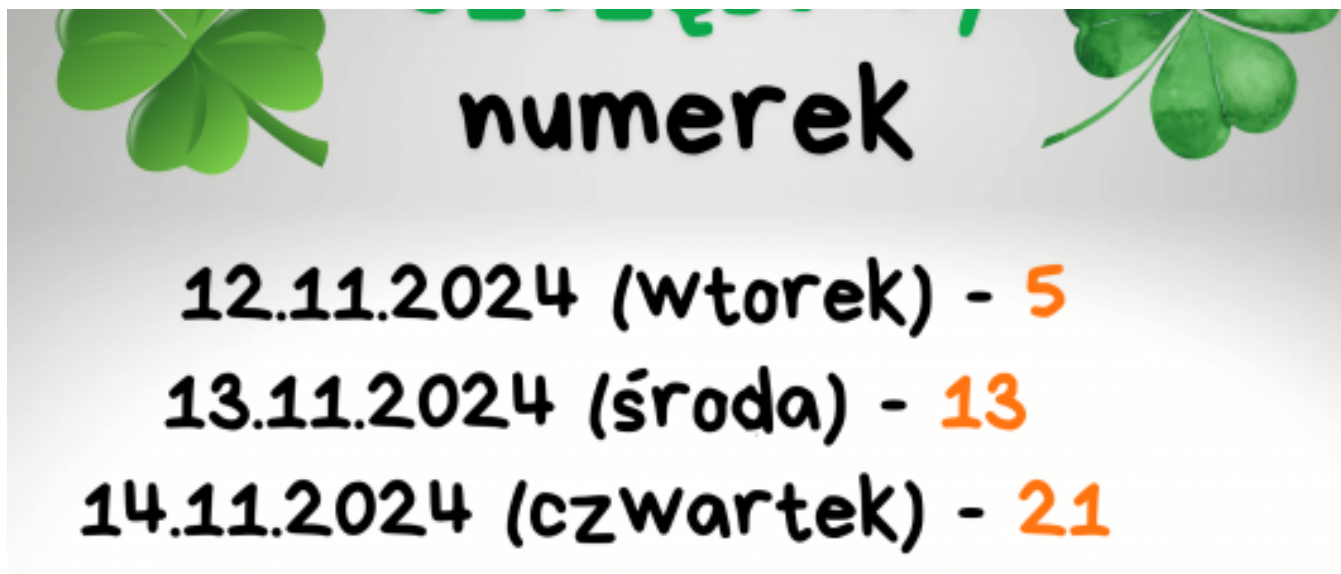 numerek
12.11.2024 (wtorek) - 5
13.11.2024 (środa) - 13
14.11.2024 (czwartek) - 21